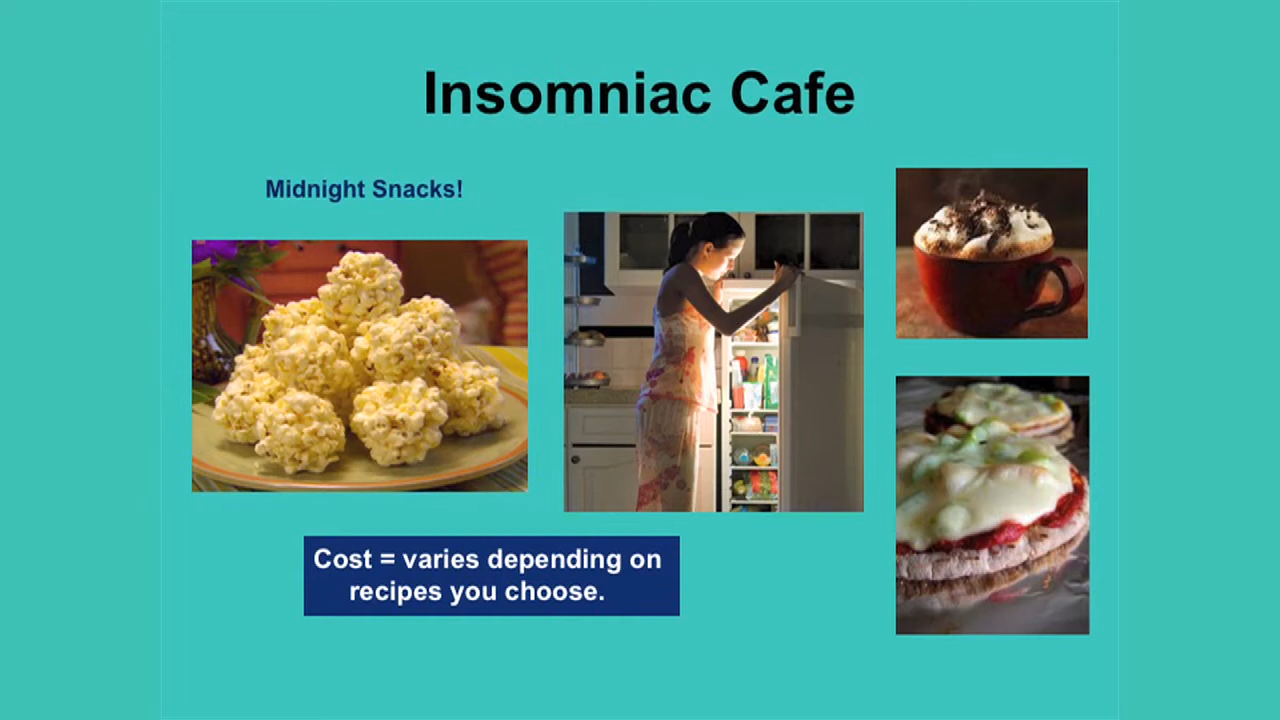 Insomniac Cafe
Midnight Snacks!
Cost = varies depending on
recipes you choose.